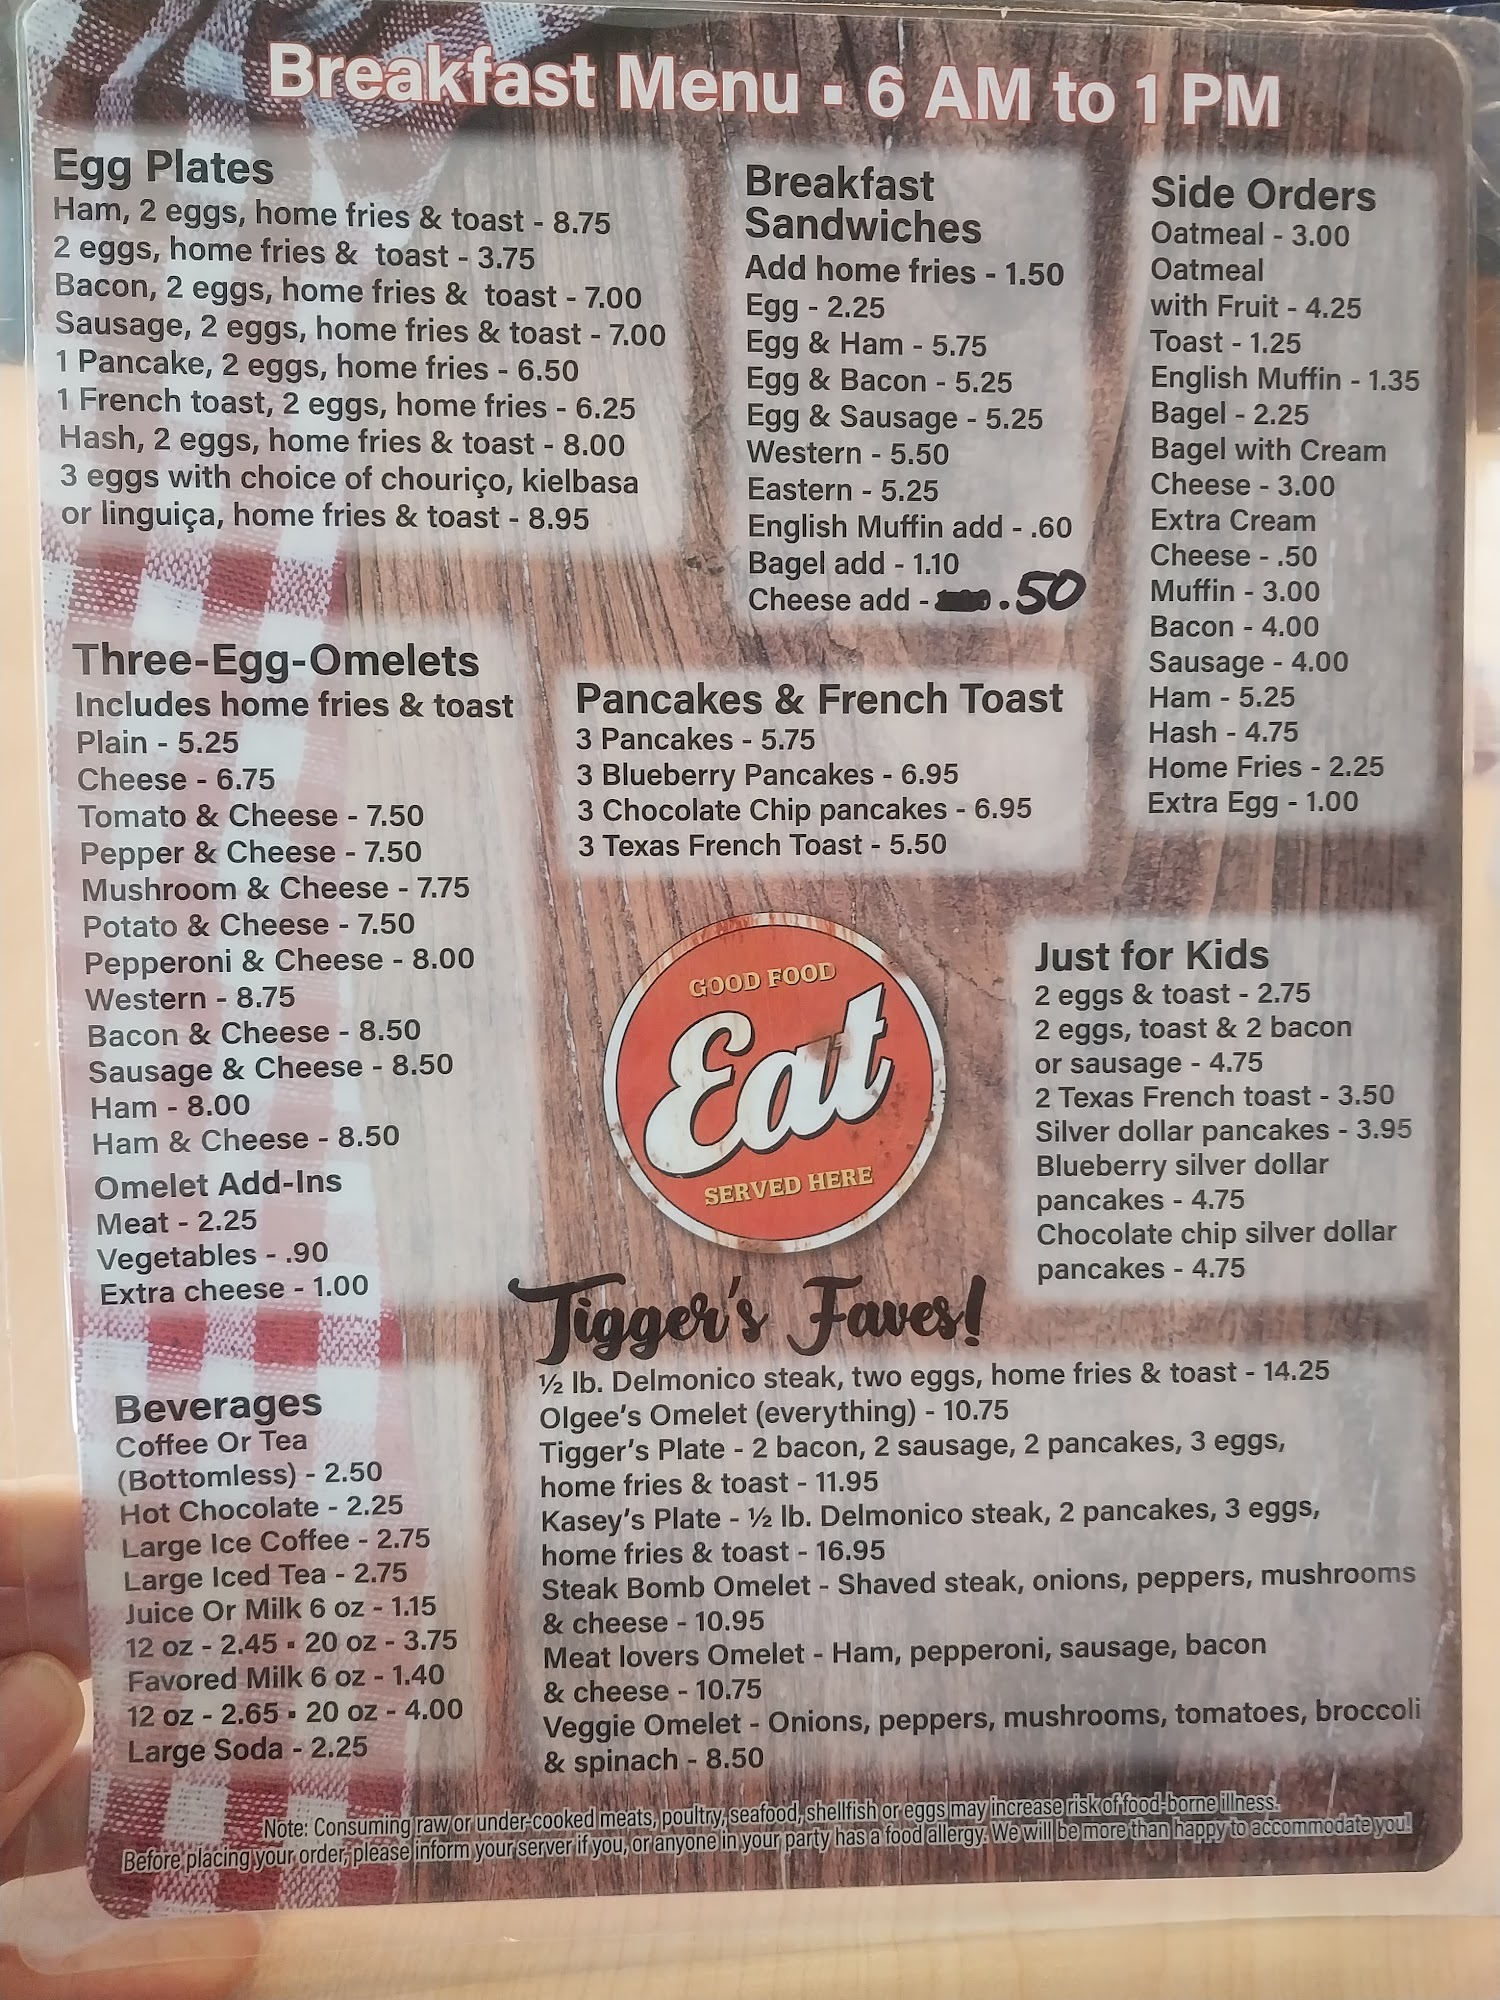 Breakfast Menu ▪ 6 AM to 1 PM
Egg Plates
Ham, 2 eggs, home fries & toast - 8.75
2 eggs, home fries & toast - 3.75
Bacon, 2 eggs, home fries & toast - 7.00
Sausage, 2 eggs, home fries & toast - 7.00
1 Pancake, 2 eggs, home fries - 6.50
1 French toast, 2 eggs, home fries - 6.25
Hash, 2 eggs, home fries & toast - 8.00
3 eggs with choice of chouriço, kielbasa
or linguiça, home fries & toast - 8.95
Breakfast
Sandwiches
Add home fries - 1.50
Egg - 2.25
Egg & Ham - 5.75
Egg & Bacon - 5.25
Egg & Sausage - 5.25
Western - 5.50
Eastern - 5.25
English Muffin add - .60
Bagel add - 1.10
Cheese add - .50
Side Orders
Oatmeal - 3.00
Oatmeal
with Fruit - 4.25
Toast - 1.25
English Muffin - 1.35
Bagel - 2.25
Bagel with Cream
Cheese - 3.00
Extra Cream
Cheese - .50
Muffin - 3.00
Bacon - 4.00
Sausage - 4.00
Ham - 5.25
Hash - 4.75
Home Fries - 2.25
Extra Egg - 1.00
Three-Egg-Omelets
Includes home fries & toast
Plain - 5.25
Cheese - 6.75
Tomato & Cheese - 7.50
Pepper & Cheese - 7.50
Mushroom & Cheese - 7.75
Potato & Cheese - 7.50
Pepperoni & Cheese - 8.00
Western - 8.75
Bacon & Cheese - 8.50
Sausage & Cheese - 8.50
Ham - 8.00
Ham & Cheese - 8.50
Omelet Add-Ins
Meat - 2.25
Vegetables - .90
Extra cheese - 1.00
Pancakes & French Toast
3 Pancakes - 5.75
3 Blueberry Pancakes - 6.95
3 Chocolate Chip pancakes - 6.95
3 Texas French Toast - 5.50
GOOD FOOD
Eat
SERVED HERE
Just for Kids
2 eggs & toast - 2.75
2 eggs, toast & 2 bacon
or sausage - 4.75
2 Texas French toast - 3.50
Silver dollar pancakes - 3.95
Blueberry silver dollar
pancakes - 4.75
Chocolate chip silver dollar
pancakes - 4.75
Beverages
Coffee Or Tea
(Bottomless) - 2.50
Hot Chocolate - 2.25
Large Ice Coffee - 2.75
Large Iced Tea - 2.75
Juice Or Milk 6 oz - 1.15
12 oz - 2.45 ▪ 20 oz - 3.75
Favored Milk 6 oz - 1.40
12 oz - 2.65 ▪ 20 oz - 4.00
Large Soda - 2.25
Tigger's Faves!
½ lb. Delmonico steak, two eggs, home fries & toast - 14.25
Olgee's Omelet (everything) - 10.75
Tigger's Plate - 2 bacon, 2 sausage, 2 pancakes, 3 eggs,
home fries & toast - 11.95
Kasey's Plate - ½ lb. Delmonico steak, 2 pancakes, 3 eggs,
home fries & toast - 16.95
Steak Bomb Omelet - Shaved steak, onions, peppers, mushrooms
& cheese - 10.95
Meat lovers Omelet - Ham, pepperoni, sausage, bacon
& cheese - 10.75
Veggie Omelet - Onions, peppers, mushrooms, tomatoes, broccoli
& spinach - 8.50
Note: Consuming raw or under-cooked meats, poultry, seafood, shellfish or eggs may increase risk of food-borne illness.
Before placing your order, please inform your server if you, or anyone in your party has a food allergy. We will be more than happy to accommodate you!